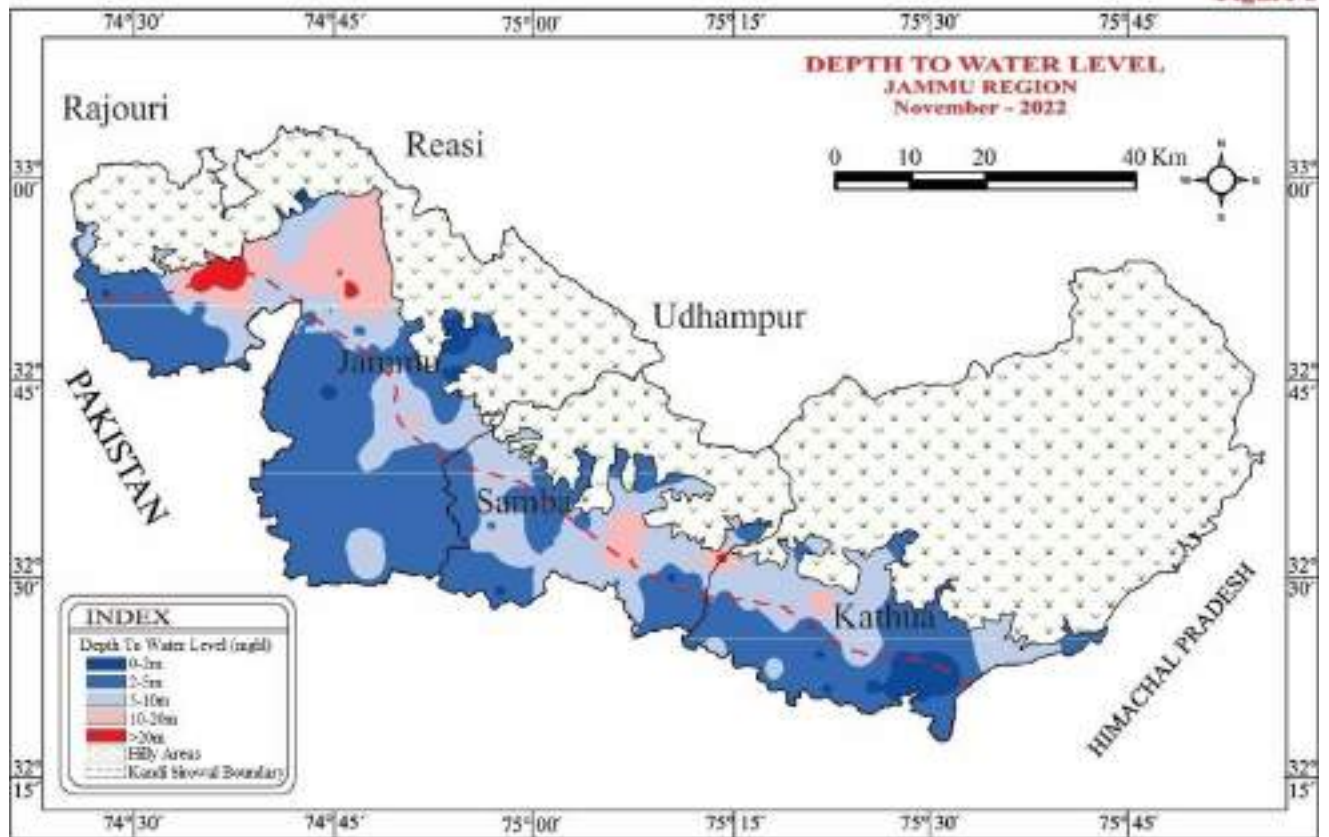 74°30′ 74°45′ 75°00′ 75°15′ 75°30′ 75°45′
DEPTH TO WATER LEVEL
JAMMU REGION
November - 2022
0 10 20 40 Km
N
Rajouri
Reasi
33°
00′
33°
00′
Udhampur
Jammu
32°
45′
32°
45′
PAKISTAN
Samba
32°
30′
32°
30′
Kathua
HIMACHAL PRADESH
INDEX
Depth To Water Level (mgbl)
0-2m
2-5m
5-10m
10-20m
>20m
Hilly Areas
Kandi Sirowal Boundary
32°
15′
32°
15′
74°30′ 74°45′ 75°00′ 75°15′ 75°30′ 75°45′